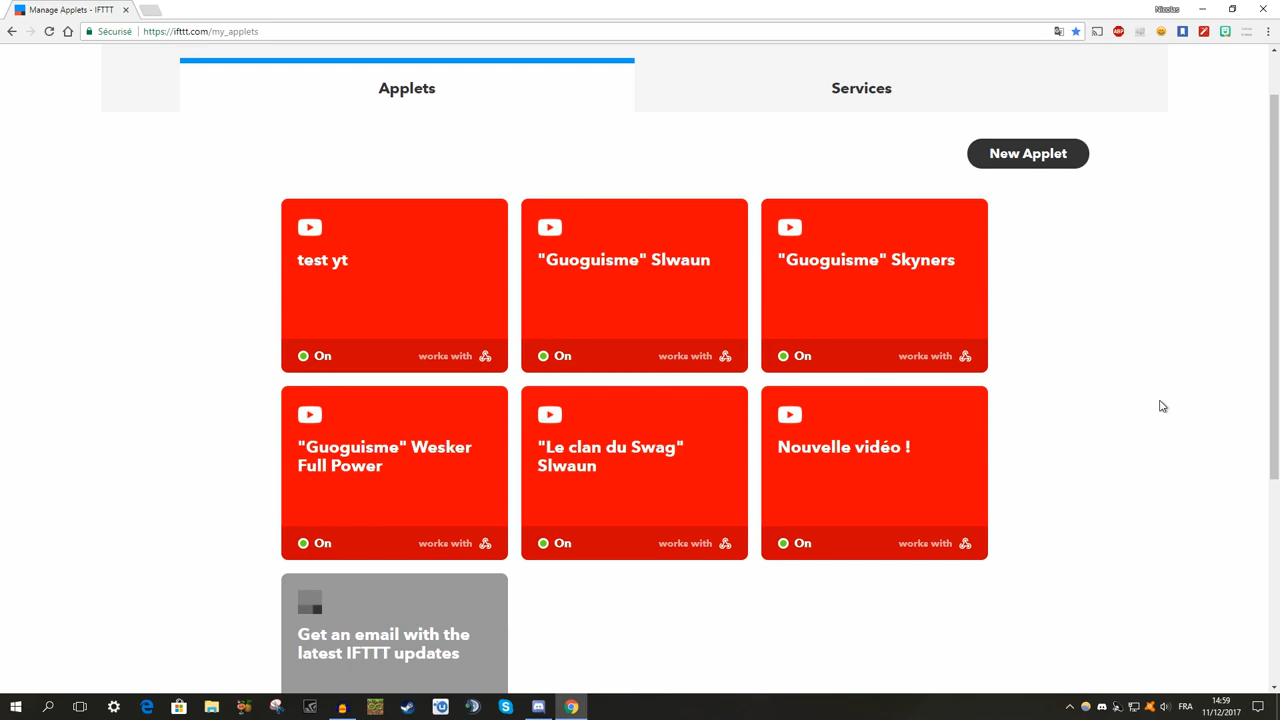 Manage Applets - IFTTT
Nicolas
Sécurisé
https://ifttt.com/my_applets
ABP
Applets
Services
New Applet
test yt
On
works with
"Guoguisme" Slwaun
On
works with
"Guoguisme" Skyners
On
works with
"Guoguisme" Wesker
Full Power
On
works with
"Le clan du Swag"
Slwaun
On
works with
Nouvelle vidéo !
On
works with
Get an email with the
latest IFTTT updates
FRA
14:59
11/12/2017